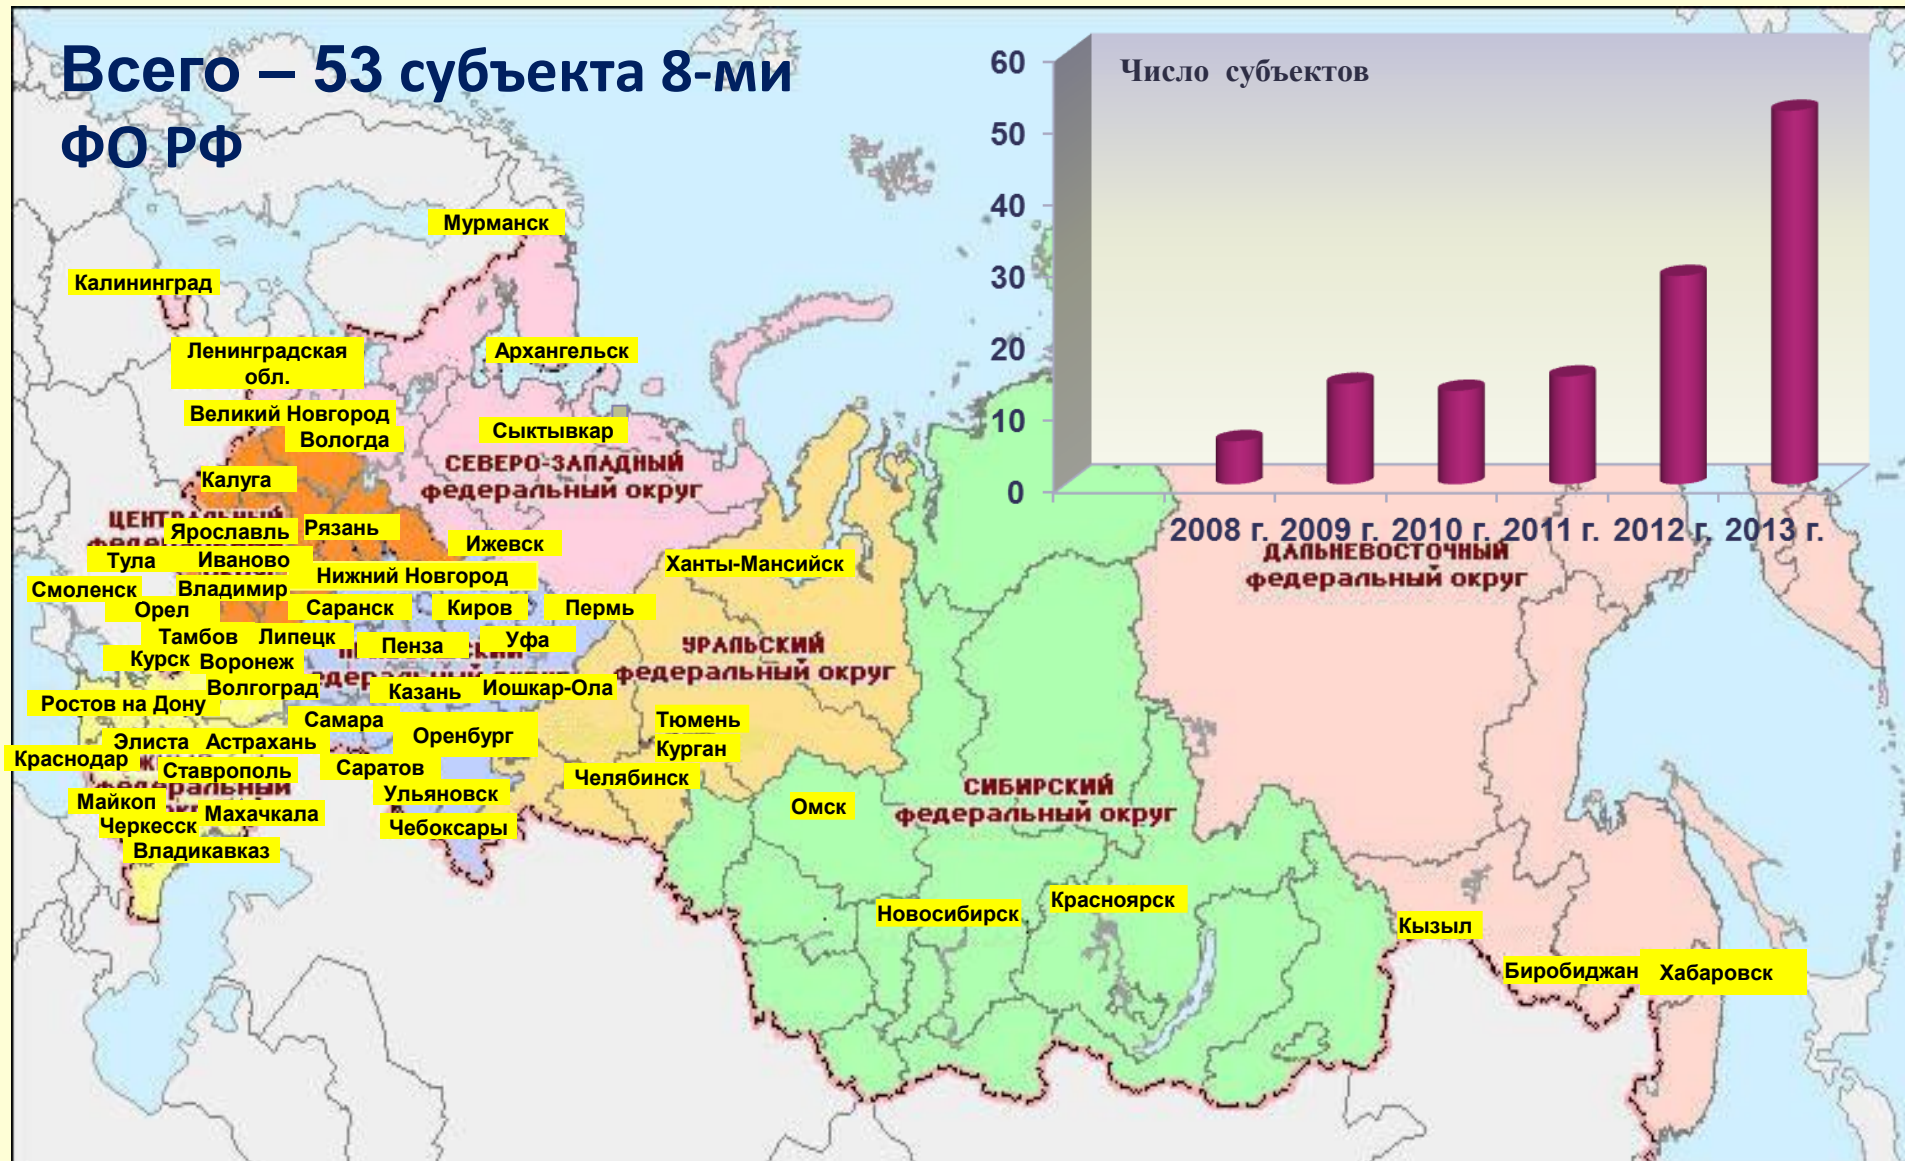 Всего – 53 субъекта 8-ми
ФО РФ
Число субъектов
60
50
40
30
20
10
0
2008 г. 2009 г. 2010 г. 2011 г. 2012 г. 2013 г.
Мурманск
Калининград
Ленинградская
обл.
Архангельск
Великий Новгород
Вологда
Сыктывкар
СЕВЕРО-ЗАПАДНЫЙ
федеральный округ
Калуга
Ярославль
Рязань
Ижевск
Тула
Иваново
Ханты-Мансийск
ДАЛЬНЕВОСТОЧНЫЙ
федеральный округ
Нижний Новгород
Смоленск
Владимир
Орел
Саранск
Киров
Пермь
Тамбов
Липецк
Пенза
Уфа
УРАЛЬСКИЙ
федеральный округ
Курск
Воронеж
Волгоград
Казань
Йошкар-Ола
Ростов на Дону
Самара
Оренбург
Тюмень
Элиста
Астрахань
Курган
Краснодар
Ставрополь
федеральный
Саратов
Челябинск
СИБИРСКИЙ
федеральный округ
Ульяновск
Майкоп
Махачкала
Омск
Черкесск
Чебоксары
Владикавказ
Красноярск
Новосибирск
Кызыл
Биробиджан
Хабаровск